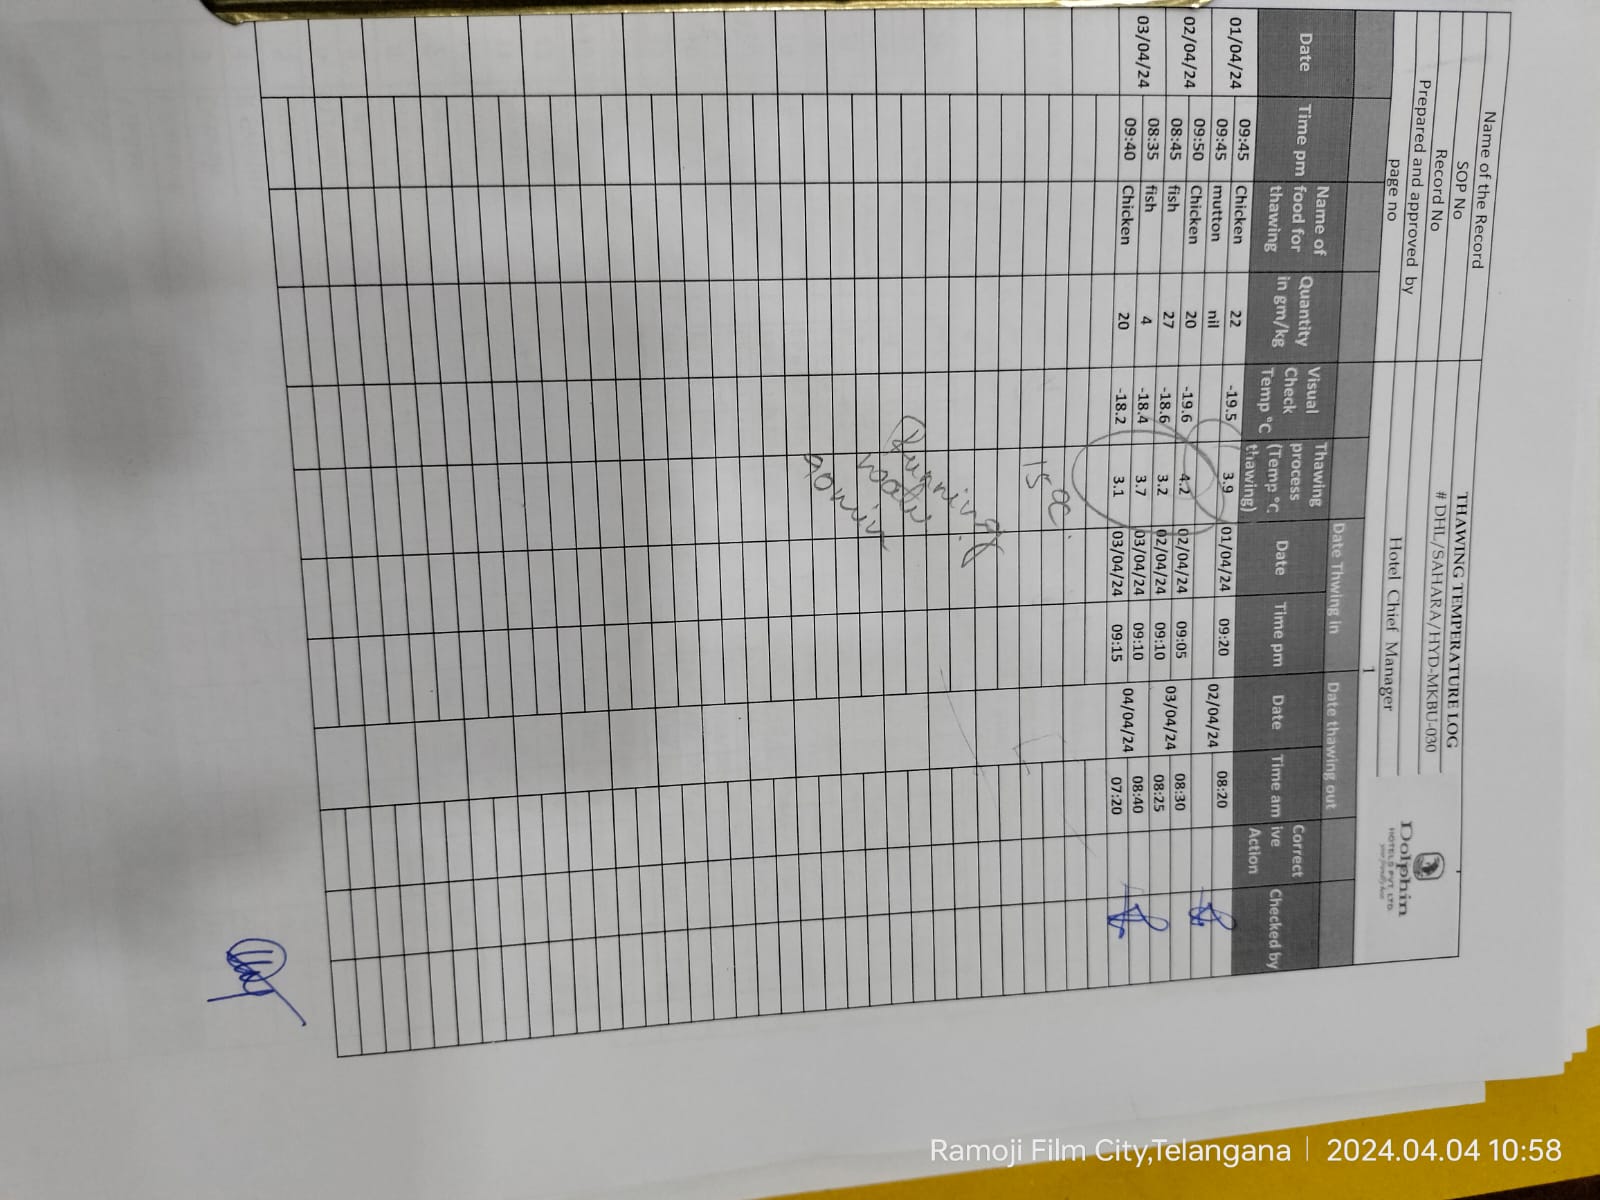 Name of the Record THAWING TEMPERATURE LOG
SOP No # DHL/SAHARA/HYD-MKBU-030
Record No
Prepared and approved by Hotel Chief Manager
page no 1
Dolphin
HOTELS PVT. LTD.
Date Thwing in Date thawing out
Date Time pm Name of food for thawing Quantity in gm/kg Visual Check Temp °C Thawing process (Temp °C thawing) Date Time pm Date Time am Correct ive Action Checked by
01/04/24 09:45 Chicken 22 -19.5 3.9 01/04/24 09:20 02/04/24 08:20
09:45 mutton nil
02/04/24 09:50 Chicken 20 -19.6 4.2 02/04/24 09:05 03/04/24 08:30
08:45 fish 27 -18.6 3.2 02/04/24 09:10 08:25
03/04/24 08:35 fish 4 -18.4 3.7 03/04/24 09:10 04/04/24 08:40
09:40 Chicken 20 -18.2 3.1 03/04/24 09:15 07:20
Running
water
90min
Ramoji Film City,Telangana | 2024.04.04 10:58